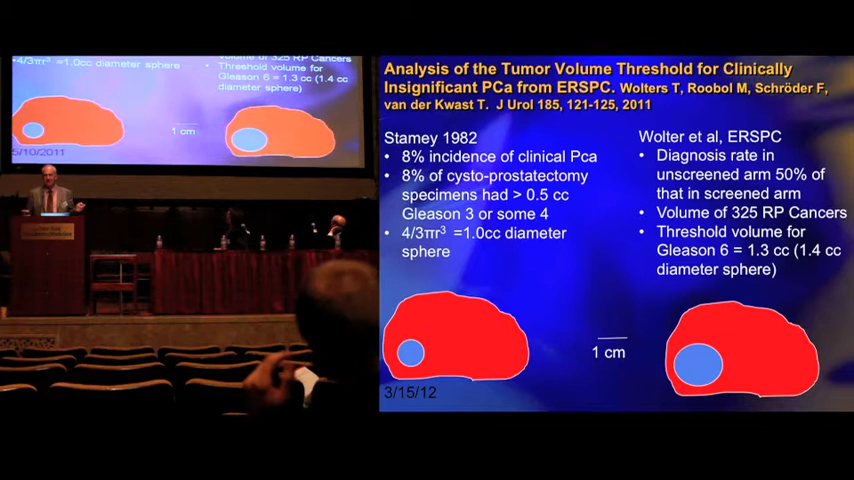 •4/3πrr³ =1.0cc diameter sphere
Volume of 325 RP Cancers
• Threshold volume for
Gleason 6 = 1.3 cc (1.4 cc
diameter sphere)
1 cm
5/10/2011
Analysis of the Tumor Volume Threshold for Clinically
Insignificant PCa from ERSPC. Wolters T, Roobol M, Schröder F,
van der Kwast T. J Urol 185, 121-125, 2011
Stamey 1982
• 8% incidence of clinical Pca
• 8% of cysto-prostatectomy
specimens had > 0.5 cc
Gleason 3 or some 4
• 4/3πrr³ =1.0cc diameter
sphere
Wolter et al, ERSPC
• Diagnosis rate in
unscreened arm 50% of
that in screened arm
• Volume of 325 RP Cancers
• Threshold volume for
Gleason 6 = 1.3 cc (1.4 cc
diameter sphere)
1 cm
3/15/12